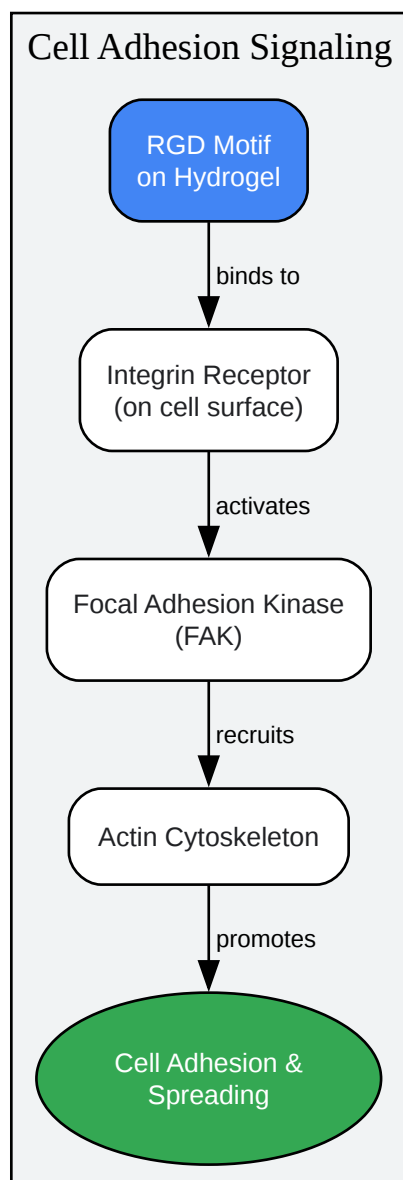 Cell Adhesion Signaling
RGD Motif
on Hydrogel
binds to
Integrin Receptor
(on cell surface)
activates
Focal Adhesion Kinase
(FAK)
recruits
Actin Cytoskeleton
promotes
Cell Adhesion &
Spreading